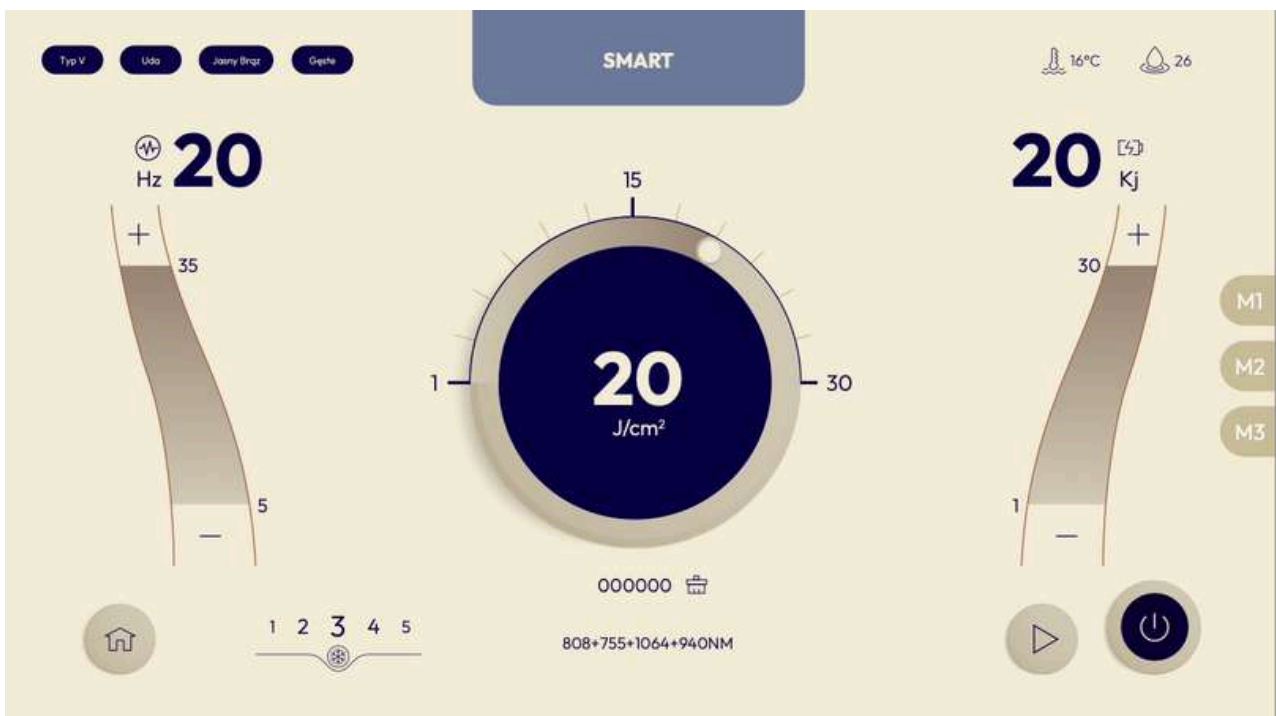 Typ V
Uda
Jasny Brąz
Gęste
SMART
16°C
26
Hz 20
20 Kj
15
35
30
M1
M2
M3
1
30
20
J/cm²
5
1
000000
1 2 3 4 5
808+755+1064+940NM